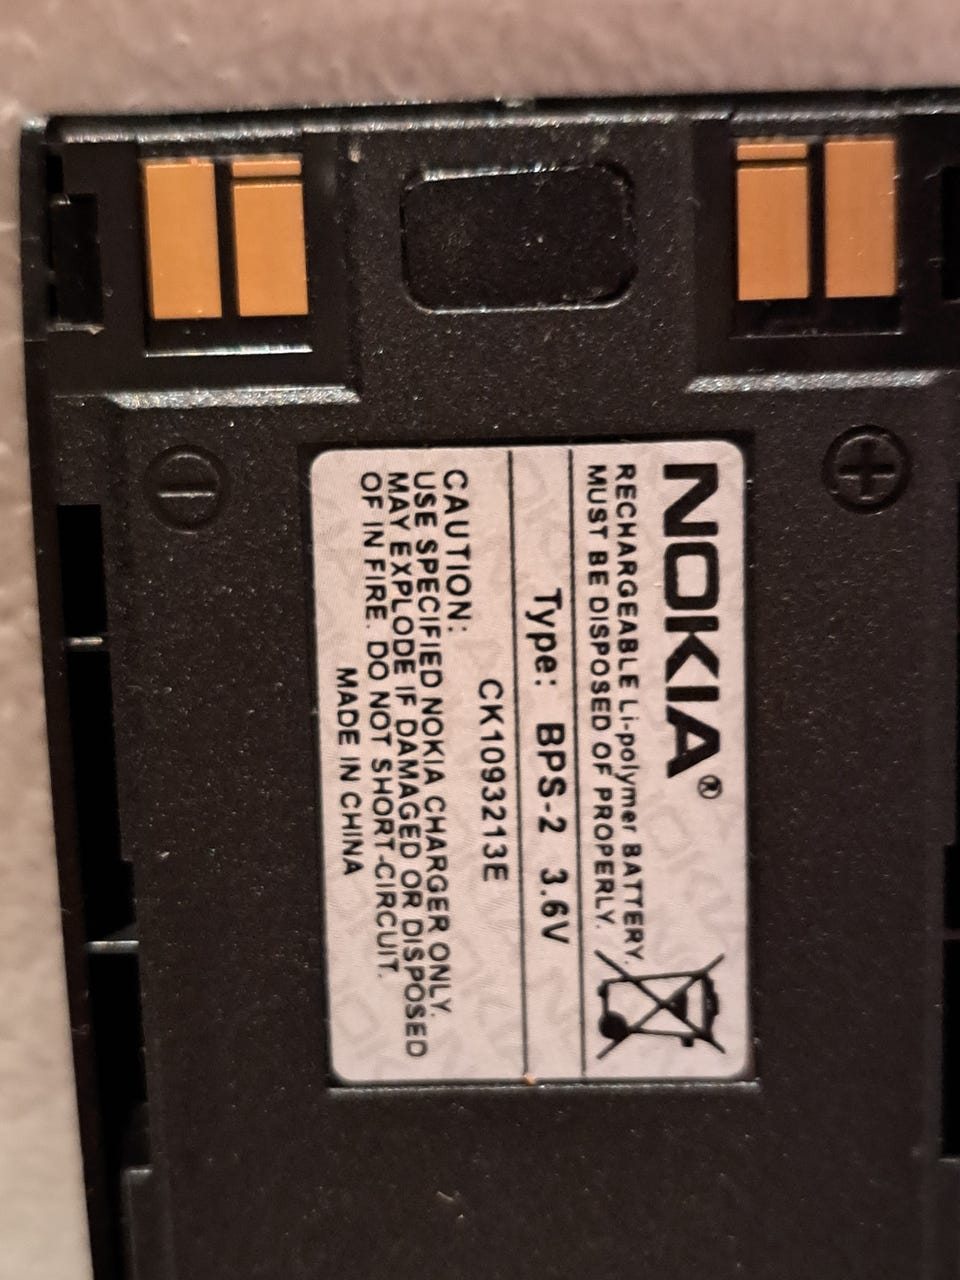 NOKIA®
RECHARGEABLE Li-polymer BATTERY.
MUST BE DISPOSED OF PROPERLY.
Type: BPS-2 3.6V
CK1093213E
CAUTION:
USE SPECIFIED NOKIA CHARGER ONLY.
MAY EXPLODE IF DAMAGED OR DISPOSED
OF IN FIRE. DO NOT SHORT-CIRCUIT.
MADE IN CHINA